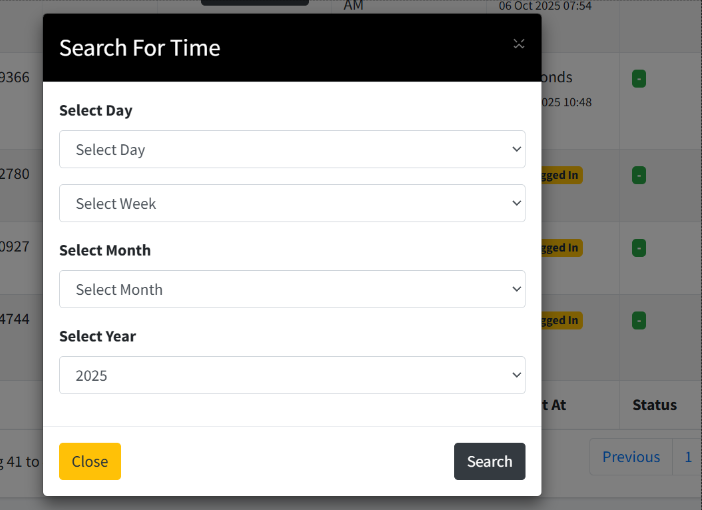 AM
06 Oct 2025 07:54
Search For Time
9366
onds
025 10:48
Select Day
Select Day
2780
gged In
Select Week
0927
gged In
Select Month
Select Month
4744
gged In
Select Year
2025
t At
Status
Close
Search
g 41 to
Previous
1